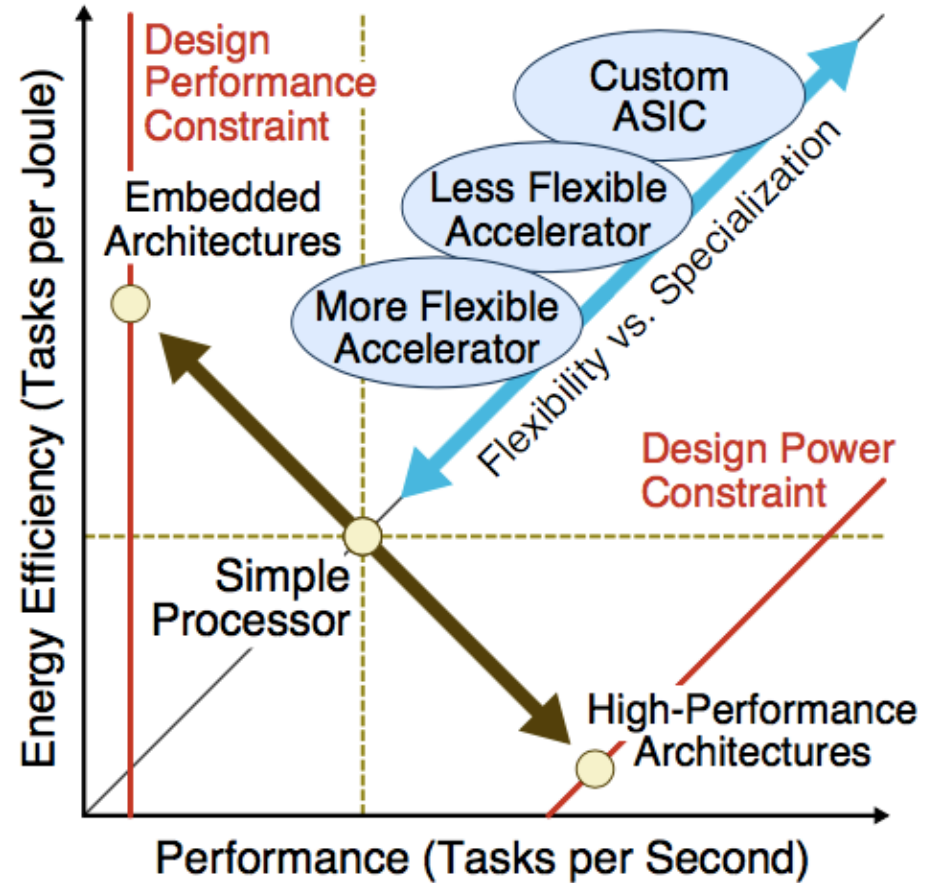 Design
Performance
Constraint
Custom
ASIC
Less Flexible
Accelerator
More Flexible
Accelerator
Embedded
Architectures
Flexibility vs. Specialization
Design Power
Constraint
Simple
Processor
High-Performance
Architectures
Energy Efficiency (Tasks per Joule)
Performance (Tasks per Second)